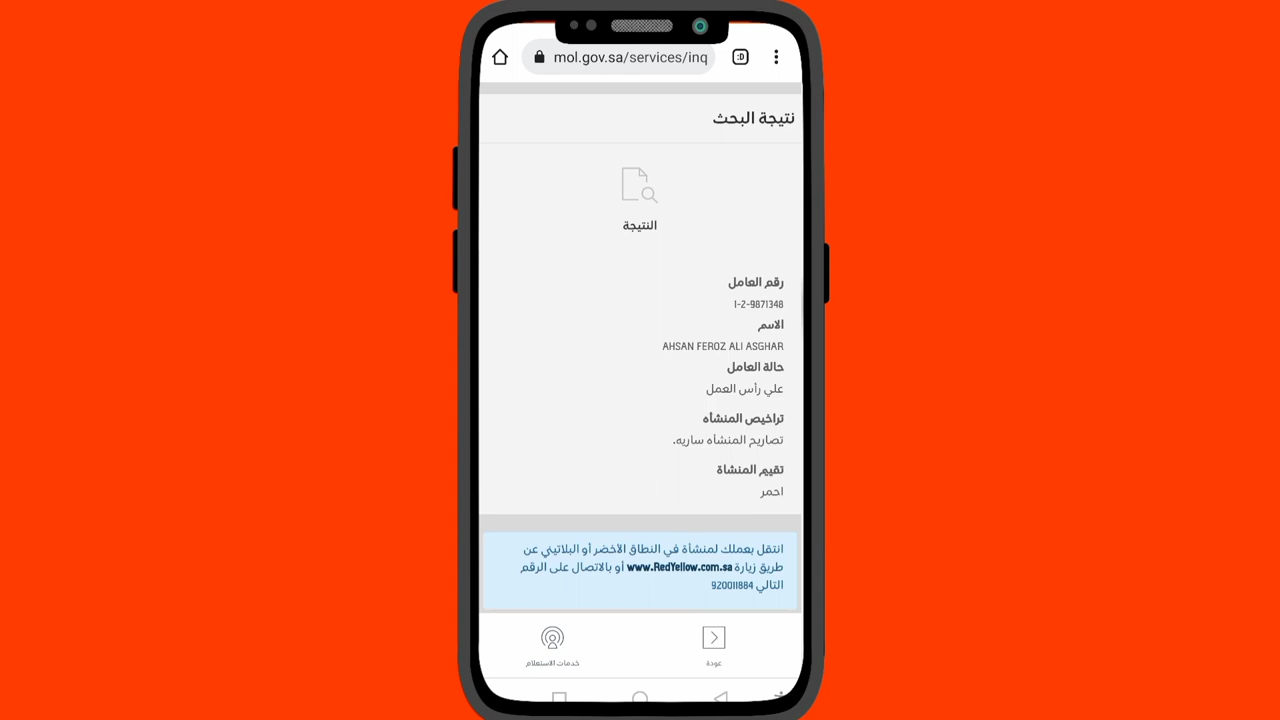 mol.gov.sa/services/inq
:D
نتيجة البحث
النتيجة
رقم العامل
1-2-9871348
الاسم
AHSAN FEROZ ALI ASGHAR
حالة العامل
علي رأس العمل
تراخيص المنشأه
تصاريح المنشاه ساريه.
تقييم المنشاة
احمر
انتقل بعملك لمنشأة في النطاق الأخضر أو البلاتيني عن
طريق زيارة www.RedYellow.com.sa أو بالاتصال على الرقم
التالي 920011884
عودة
خدمات الاستعلام